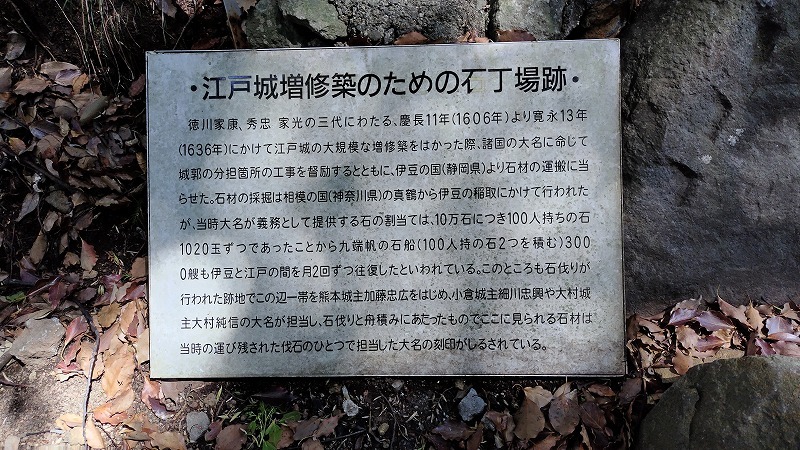 ・江戸城増修築のための石丁場跡・
徳川家康、秀忠 家光の三代にわたる、慶長11年(1606年)より寛永13年
(1636年)にかけて江戸城の大規模な増修築をはかった際、諸国の大名に命じて
城郭の分担箇所の工事を督励するとともに、伊豆の国(静岡県)より石材の運搬に当
らせた。石材の採掘は相模の国(神奈川県)の真鶴から伊豆の稲取にかけて行われた
が、当時大名が義務として提供する石の割当ては、10万石につき100人持ちの石
1020玉ずつであったことから九端帆の石船(100人持の石2つを積む)300
0艘も伊豆と江戸の間を月2回ずつ往復したといわれている。このところも石伐りが
行われた跡地でこの辺一帯を熊本城主加藤忠広をはじめ、小倉城主細川忠興や大村城
主大村純信の大名が担当し、石伐りと舟積みにあたったものでここに見られる石材は
当時の運び残された伐石のひとつで担当した大名の刻印がしるされている。